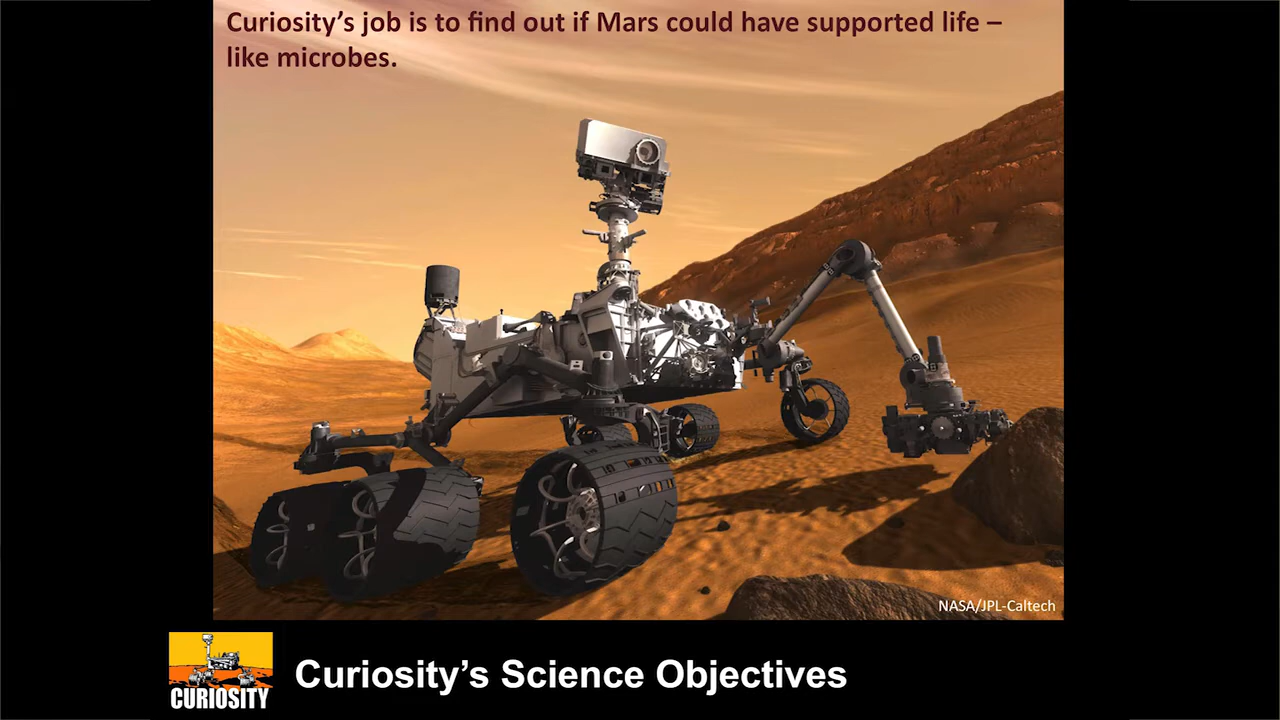 Curiosity’s job is to find out if Mars could have supported life –
like microbes.
NASA/JPL-Caltech
CURIOSITY
Curiosity’s Science Objectives